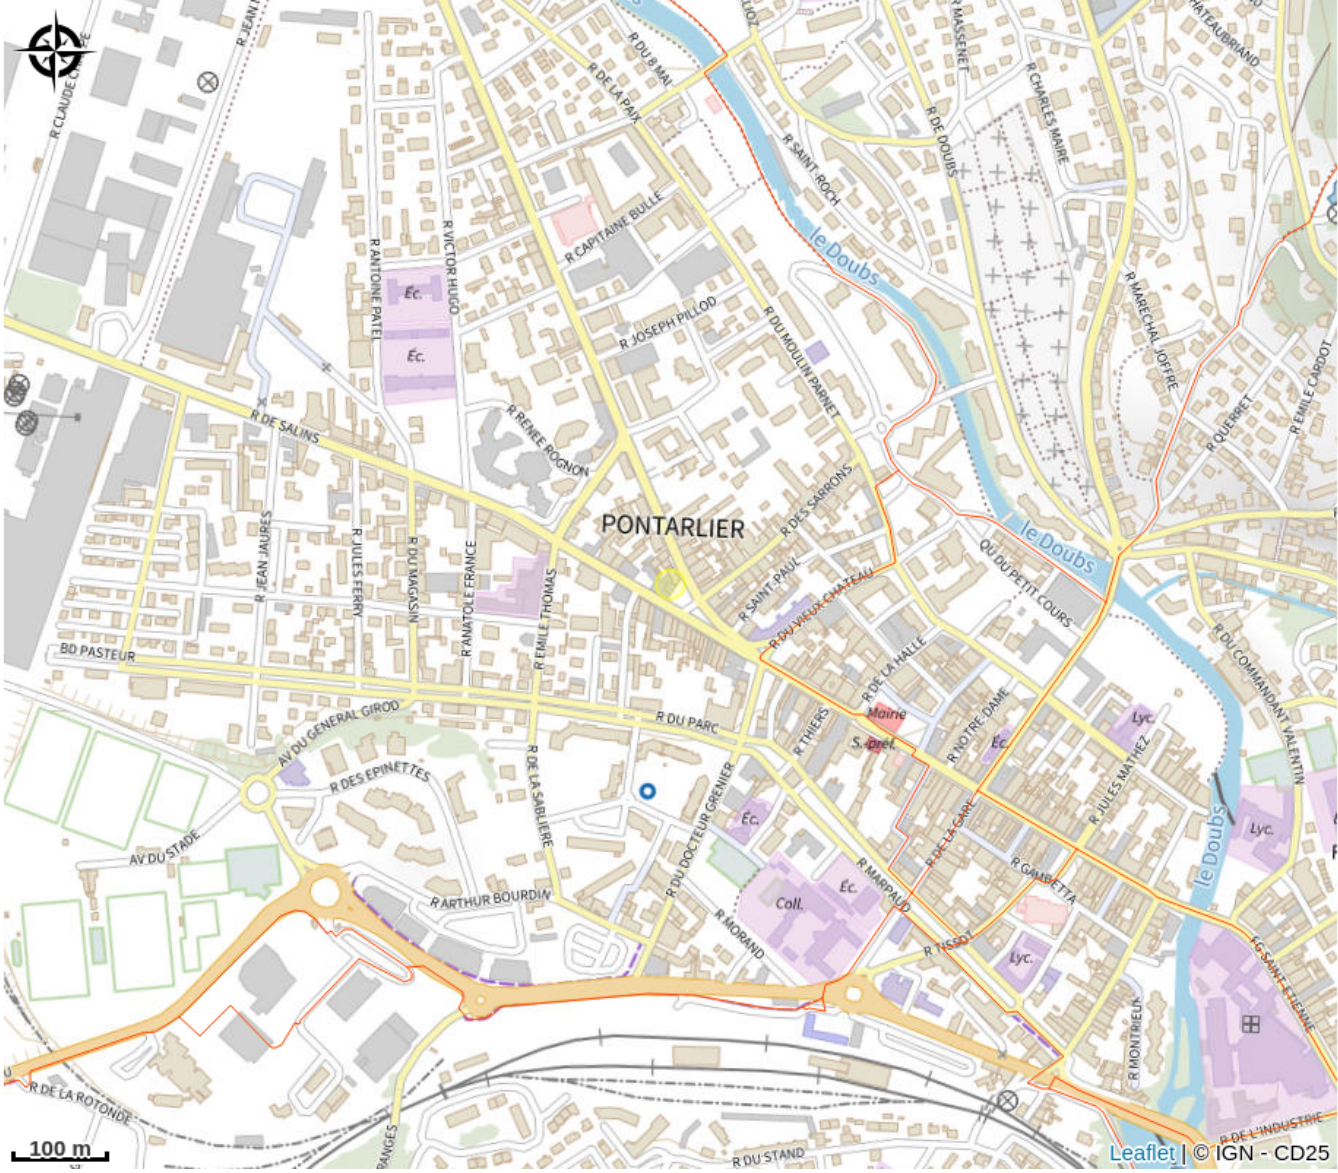 R CLAUDE
R JEAN
R DU 8 MAI
R DE LA PAIX
R MASSENET
R CHARLES MAIRE
HATEAUBRIAND
R DE DOUBS
R SAINT-ROCH
R CAPITAINE BULLE
R ANTOINE PATEL
R VICTOR HUGO
le Doubs
Éc.
Éc.
R JOSEPH PILLOD
R DU MOULIN PARNET
R MARECHAL JOFFRE
R EMILE CARDOT
R QUERRET
R DE SALINS
R RENEE ROGNON
R DES SARRONS
PONTARLIER
le Doubs
QU DU PETIT COURS
R JEAN JAURES
R JULES FERRY
R DU MAGASIN
R ANATOLE FRANCE
R EMILE THOMAS
R SAINT-PAUL
R DU VIEUX CHATEAU
R DE LA HALLE
R DU COMMANDANT VALENTIN
BD PASTEUR
AV DU GENERAL GIROD
R DU PARC
R THIERS
Mairie
S.-préf.
R NOTRE-DAME
Éc.
Lyc.
R JULES MATHEZ
R DES EPINETTES
R DE LA SABLIERE
R DU DOCTEUR GRENIER
Éc.
R DE LA GARE
le Doubs
Lyc.
AV DU STADE
R ARTHUR BOURDIN
R MORAND
Coll.
Éc.
R MARPAUD
R GAMBETTA
R TISSOT
Lyc.
FG SAINT-ETIENNE
R MONTRIEUX
R DE LA ROTONDE
R DU STAND
R DE L'INDUSTRIE
100 m
Leaflet | © IGN - CD25